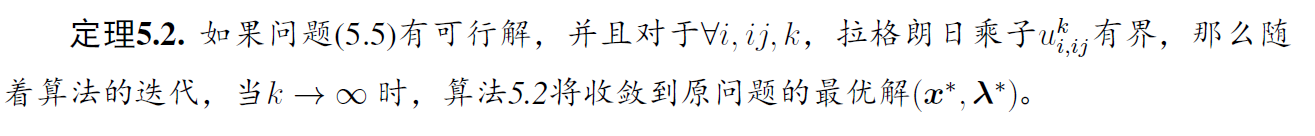 定理5.2. 如果问题(5.5)有可行解，并且对于∀i, ij, k，拉格朗日乘子u^k_{i,ij}有界，那么随
着算法的迭代，当k → ∞ 时，算法5.2将收敛到原问题的最优解(x*, λ*)。